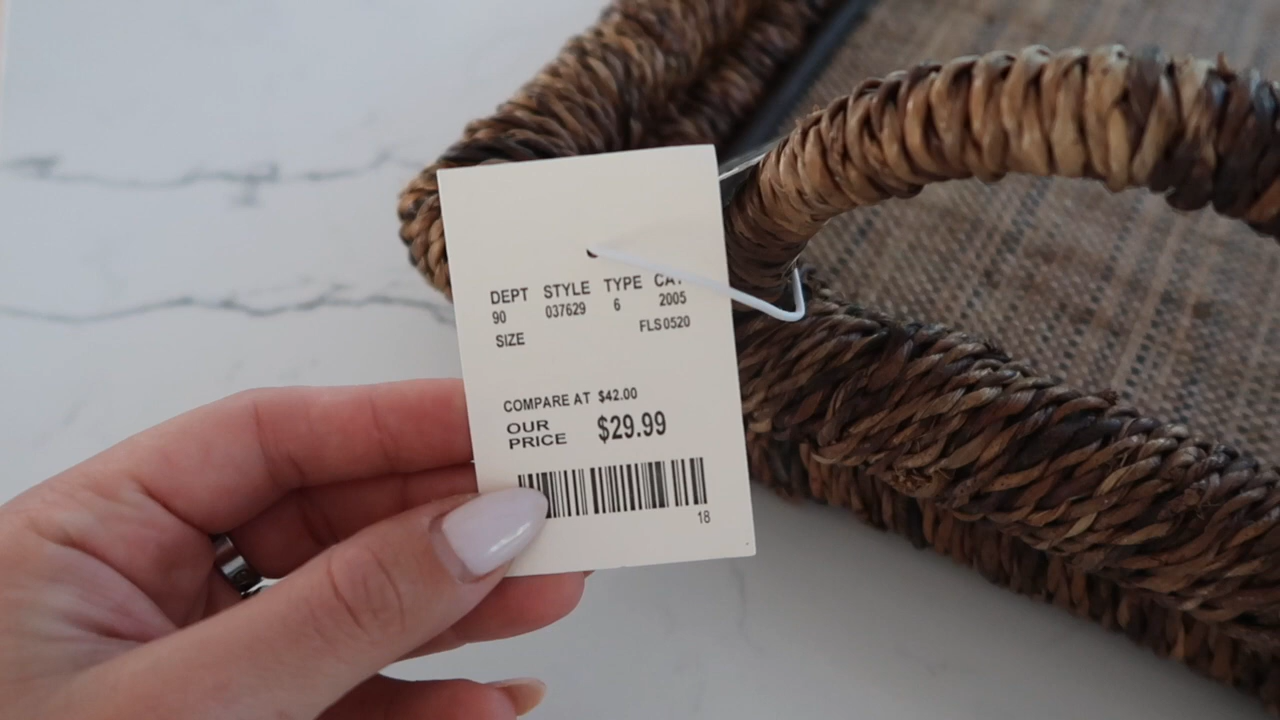 DEPT STYLE TYPE
90 037629 6 2005
SIZE FLS0520
COMPARE AT $42.00
OUR
PRICE $29.99
18